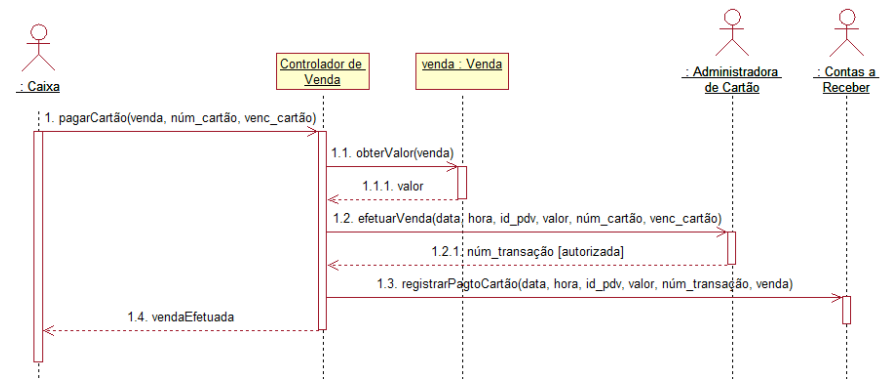 : Caixa
Controlador de
Venda
venda : Venda
: Administradora
de Cartão
: Contas a
Receber
1. pagarCartão(venda, núm_cartão, venc_cartão)
1.1. obterValor(venda)
1.1.1. valor
1.2. efetuarVenda(data, hora, id_pdv, valor, núm_cartão, venc_cartão)
1.2.1. núm_transação [autorizada]
1.3. registrarPagtoCartão(data, hora, id_pdv, valor, núm_transação, venda)
1.4. vendaEfetuada